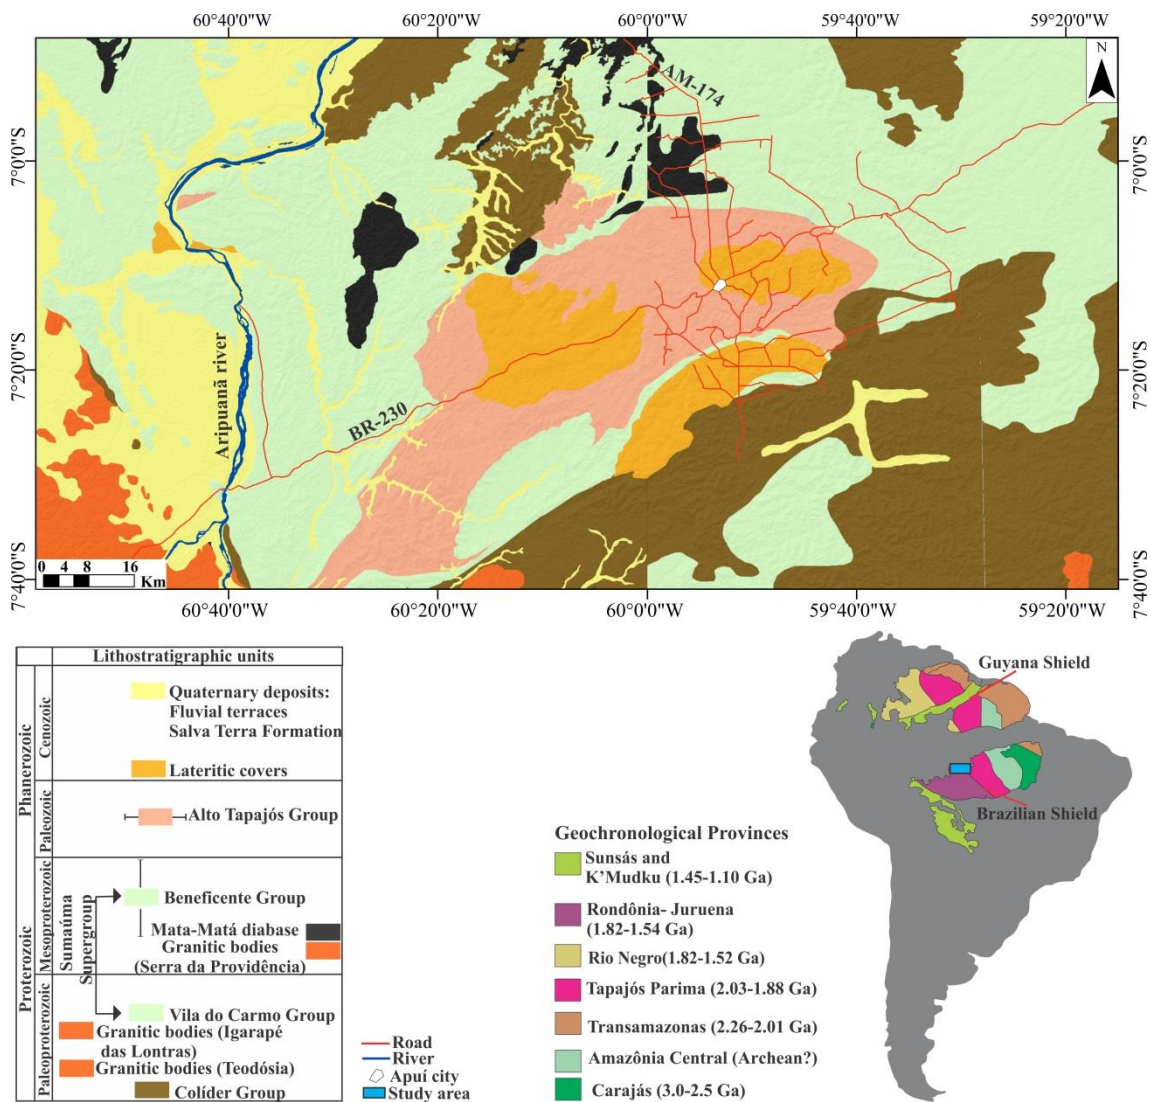 60°40'0"W
60°20'0"W
60°0'0"W
59°40'0"W
59°20'0"W
N
AM-174
7°0'0"S
7°0'0"S
Aripuanã river
7°20'0"S
7°20'0"S
BR-230
7°40'0"S
7°40'0"S
0 4 8 16
Km
60°40'0"W
60°20'0"W
60°0'0"W
59°40'0"W
59°20'0"W
Lithostratigraphic units
Phanerozoic
Cenozoic
Quaternary deposits:
Fluvial terraces
Salva Terra Formation
Lateritic covers
Paleozoic
Alto Tapajós Group
Proterozoic
Mesoproterozoic
Sumaúma
Supergroup
Beneficente Group
Mata-Matá diabase
Granitic bodies
(Serra da Providência)
Paleoproterozoic
Vila do Carmo Group
Granitic bodies (Igarapé
das Lontras)
Granitic bodies (Teodósia)
Colíder Group
Road
River
Apuí city
Study area
Geochronological Provinces
Sunsás and
K'Mudku (1.45-1.10 Ga)
Rondônia- Juruena
(1.82-1.54 Ga)
Rio Negro(1.82-1.52 Ga)
Tapajós Parima (2.03-1.88 Ga)
Transamazonas (2.26-2.01 Ga)
Amazônia Central (Archean?)
Carajás (3.0-2.5 Ga)
Guyana Shield
Brazilian Shield